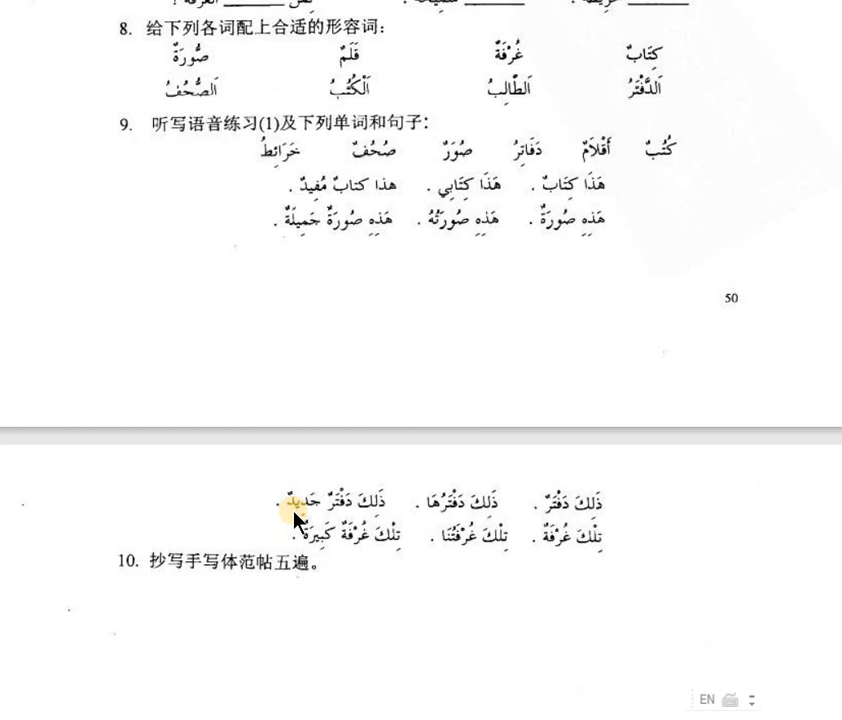 8. 给下列各词配上合适的形容词：
كِتَابٌ غُرْفَةٌ قَلَمٌ صُورَةٌ
اَلدَّفْتَرُ اَلطَّالِبُ اَلْكُتُبُ اَلصُّحُفُ
9. 听写语音练习(1)及下列单词和句子：
كُتُبٌ أَقْلاَمٌ دَفَاتِرُ صُوَرٌ صُحُفٌ خَرَائِطُ
هَذَا كِتَابٌ . هَذَا كِتَابِي . هذا كتابٌ مُفِيدٌ .
هَذِهِ صُورَةٌ . هَذِهِ صُورَتُهُ . هَذِهِ صُورَةٌ جَمِيلَةٌ .
50
ذَلِكَ دَفْتَرٌ . ذَلِكَ دَفْتَرُهَا . ذَلِكَ دَفْتَرٌ جَدِيدٌ .
تِلْكَ غُرْفَةٌ . تِلْكَ غُرْفَتُنَا . تِلْكَ غُرْفَةٌ كَبِيرَةٌ .
10. 抄写手写体范帖五遍。
EN